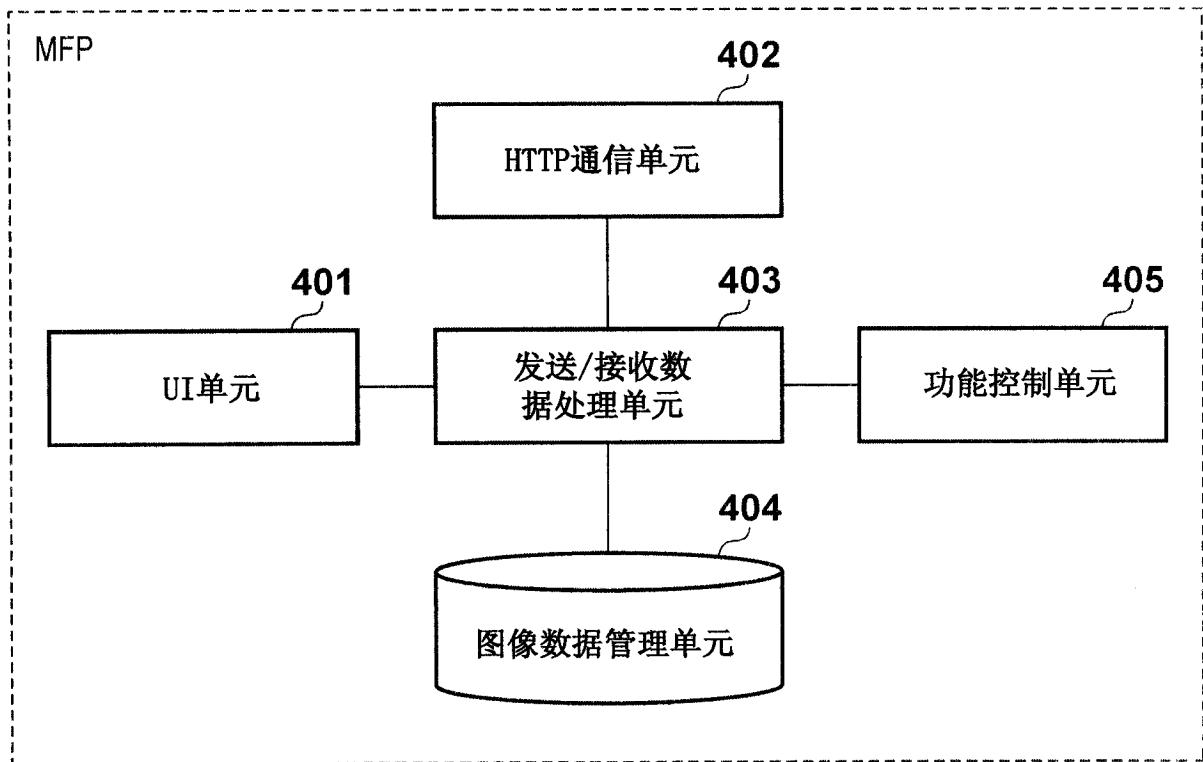 MFP
402
HTTP通信单元
401
403
405
UI单元
发送/接收数
据处理单元
功能控制单元
404
图像数据管理单元